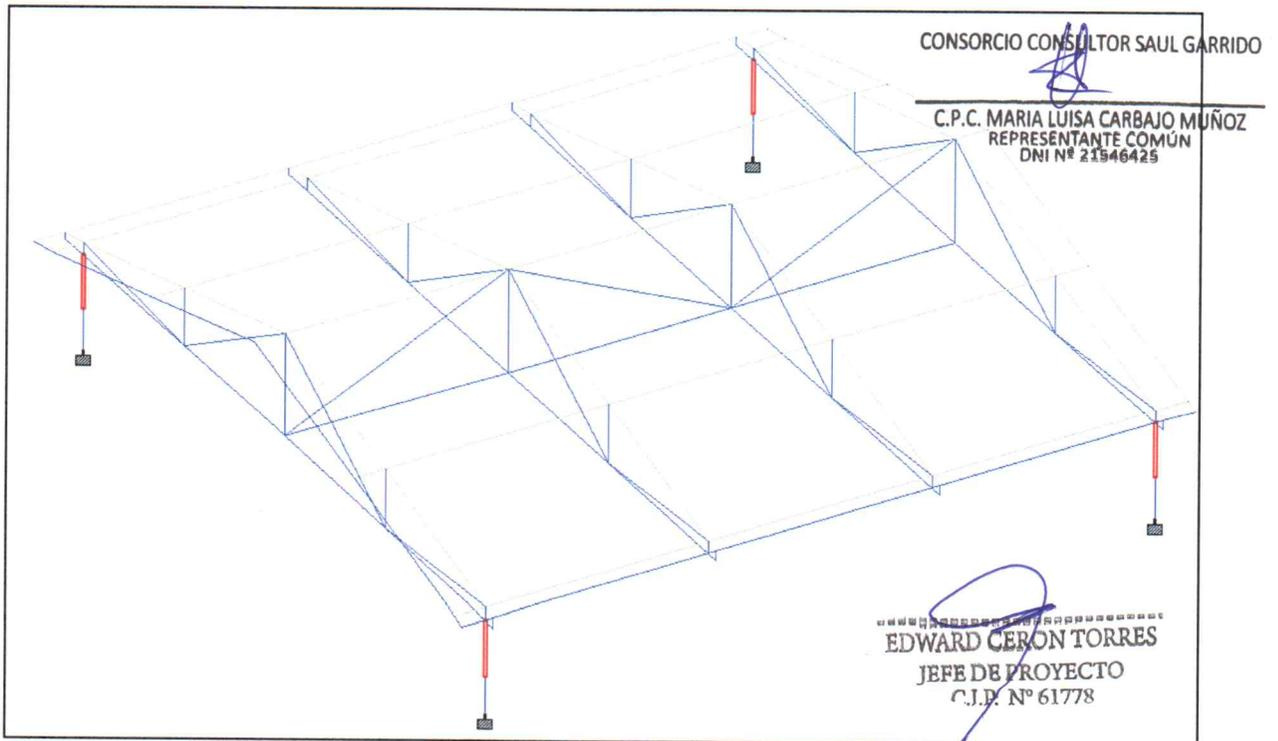 CONSORCIO CONSULTOR SAUL GARRIDO
C.P.C. MARIA LUISA CARBAJO MUÑOZ
REPRESENTANTE COMÚN
DNI Nº 21546425
EDWARD CERON TORRES
JEFE DE PROYECTO
C.I.P. Nº 61778